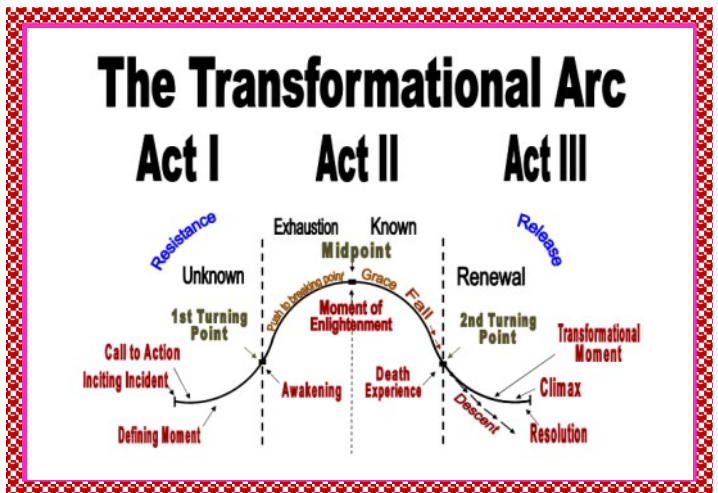 The Transformational Arc
Act I
Act II
Act III
Resistance
Exhaustion
Known
Release
Midpoint
Unknown
Push to breaking point
Grace
Fall
Renewal
1st Turning
Point
Moment of
Enlightenment
2nd Turning
Point
Transformational
Moment
Call to Action
Inciting Incident
Awakening
Death
Experience
Climax
Defining Moment
Descent
Resolution